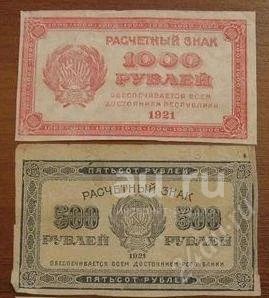 РАСЧЕТНЫЙ ЗНАК
1000
РУБЛЕЙ
ОБЕСПЕЧИВАЕТСЯ ВСЕМ
ДОСТОЯНИЕМ РЕСПУБЛИКИ
1921
ПЯТЬСОТ РУБЛЕЙ
РАСЧЕТНЫЙ ЗНАК
500 500
РУБЛЕЙ РУБЛЕЙ
1921
ОБЕСПЕЧИВАЕТСЯ ВСЕМ ДОСТОЯНИЕМ РЕСПУБЛИКИ
ПЯТЬСОТ РУБЛЕЙ